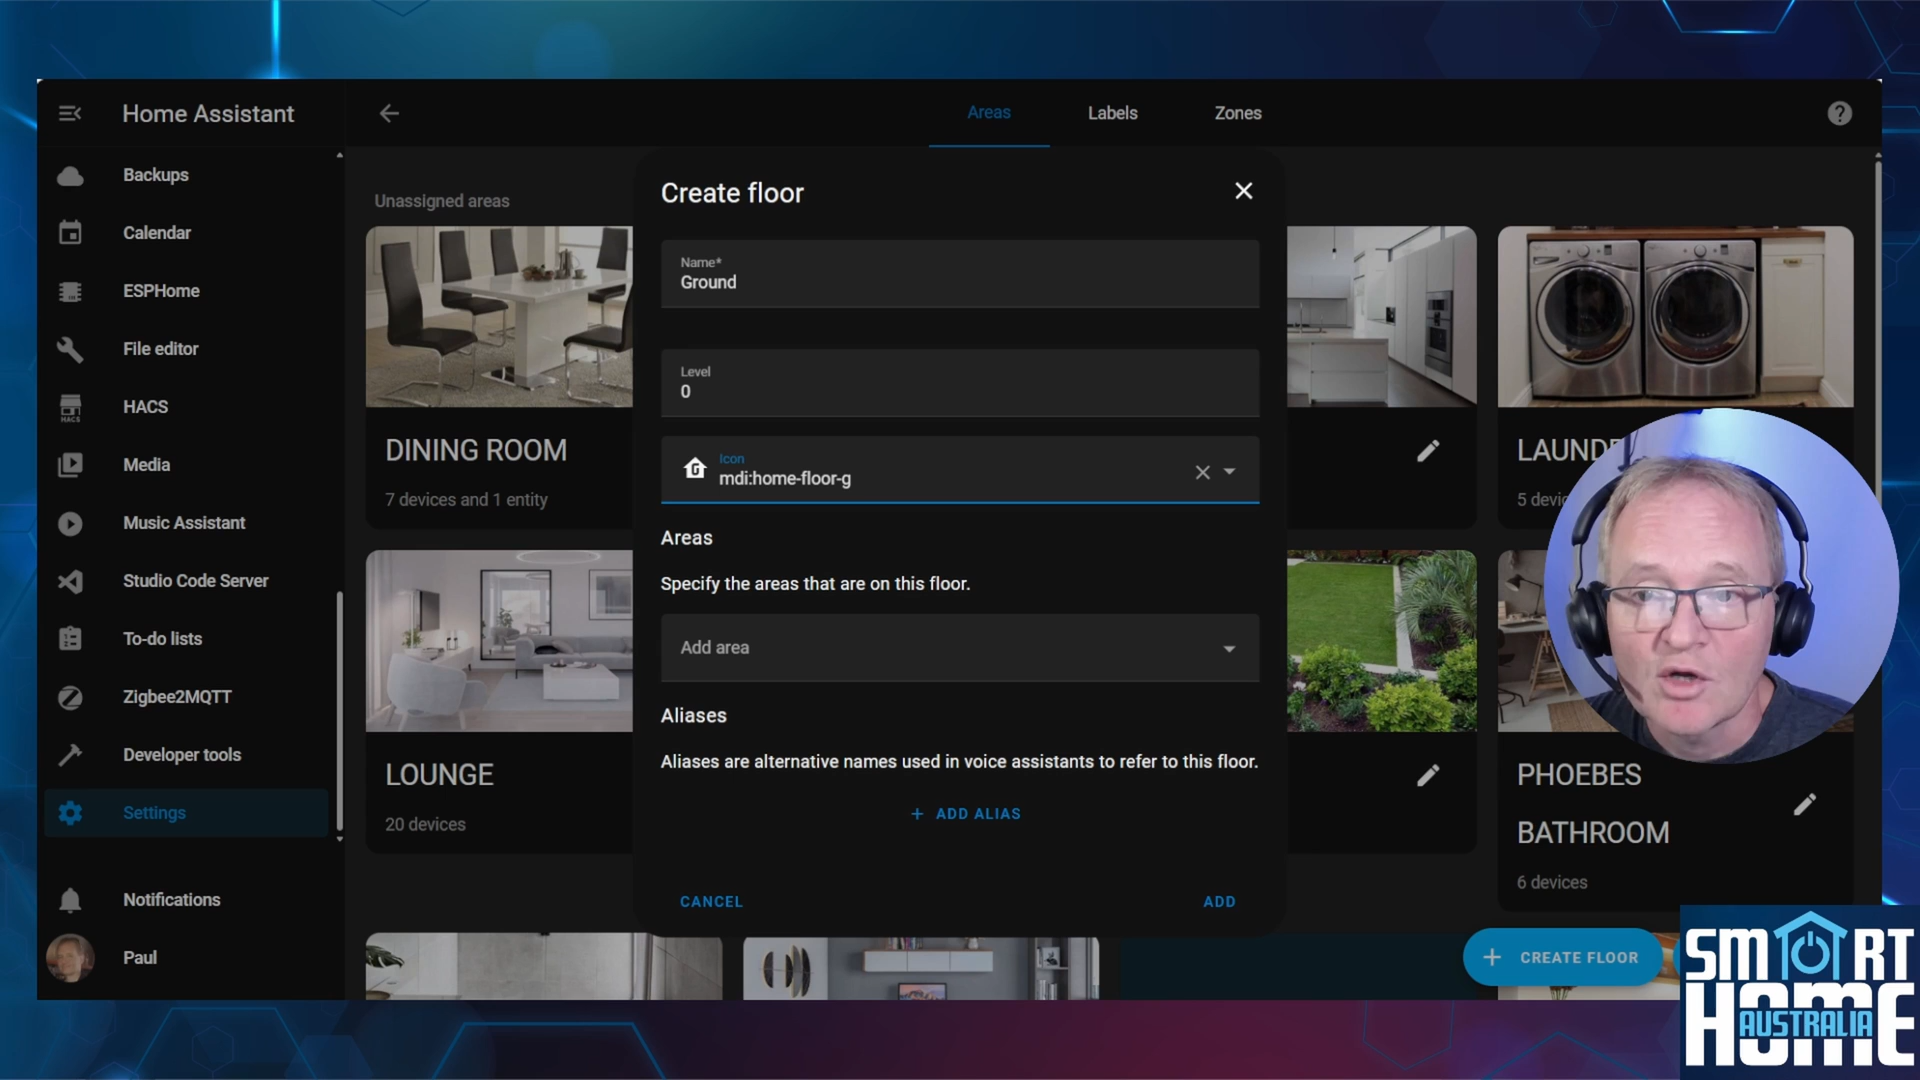 Home Assistant
Areas
Labels
Zones
Backups
Calendar
ESPHome
File editor
HACS
HACS
Media
Music Assistant
Studio Code Server
To-do lists
Zigbee2MQTT
Developer tools
Settings
Notifications
Paul
Unassigned areas
DINING ROOM
7 devices and 1 entity
LOUNGE
20 devices
Create floor
Name*
Ground
Level
0
Icon
G
mdi:home-floor-g
Areas
Specify the areas that are on this floor.
Add area
Aliases
Aliases are alternative names used in voice assistants to refer to this floor.
+ ADD ALIAS
CANCEL
ADD
5
PHOEBES
BATHROOM
6 devices
+ CREATE FLOOR
SMART
HOME
AUSTRALIA